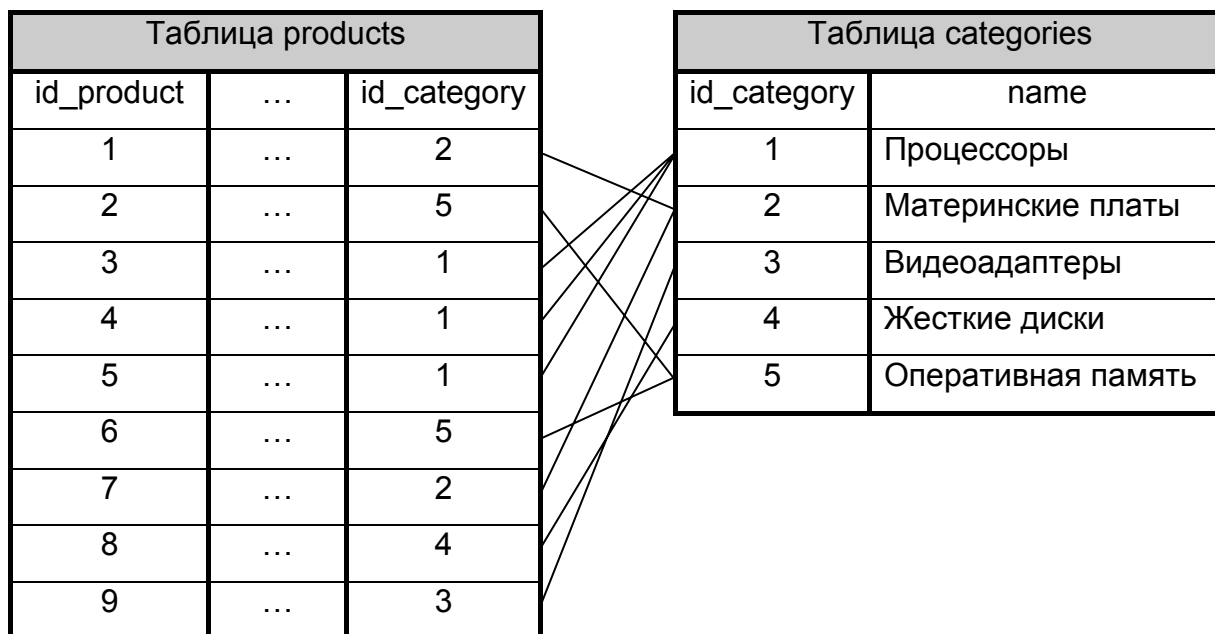 Таблица products
id_product … id_category
1 … 2
2 … 5
3 … 1
4 … 1
5 … 1
6 … 5
7 … 2
8 … 4
9 … 3
Таблица categories
id_category name
1 Процессоры
2 Материнские платы
3 Видеоадаптеры
4 Жесткие диски
5 Оперативная память